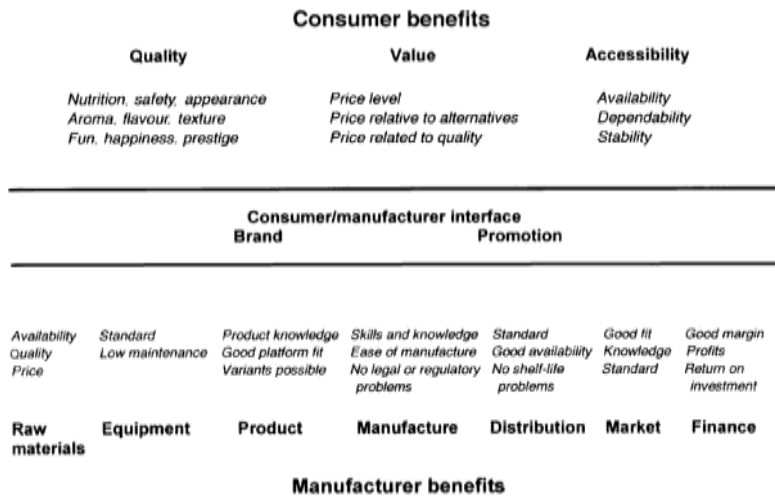 Consumer benefits
Quality Value Accessibility
Nutrition, safety, appearance Price level Availability
Aroma, flavour, texture Price relative to alternatives Dependability
Fun, happiness, prestige Price related to quality Stability
Consumer/manufacturer interface
Brand Promotion
Availability Standard Product knowledge Skills and knowledge Standard Good fit Good margin
Quality Low maintenance Good platform fit Ease of manufacture Good availability Knowledge Profits
Price Variants possible No legal or regulatory No shelf-life Standard Return on
problems problems investment
Raw Equipment Product Manufacture Distribution Market Finance
materials
Manufacturer benefits